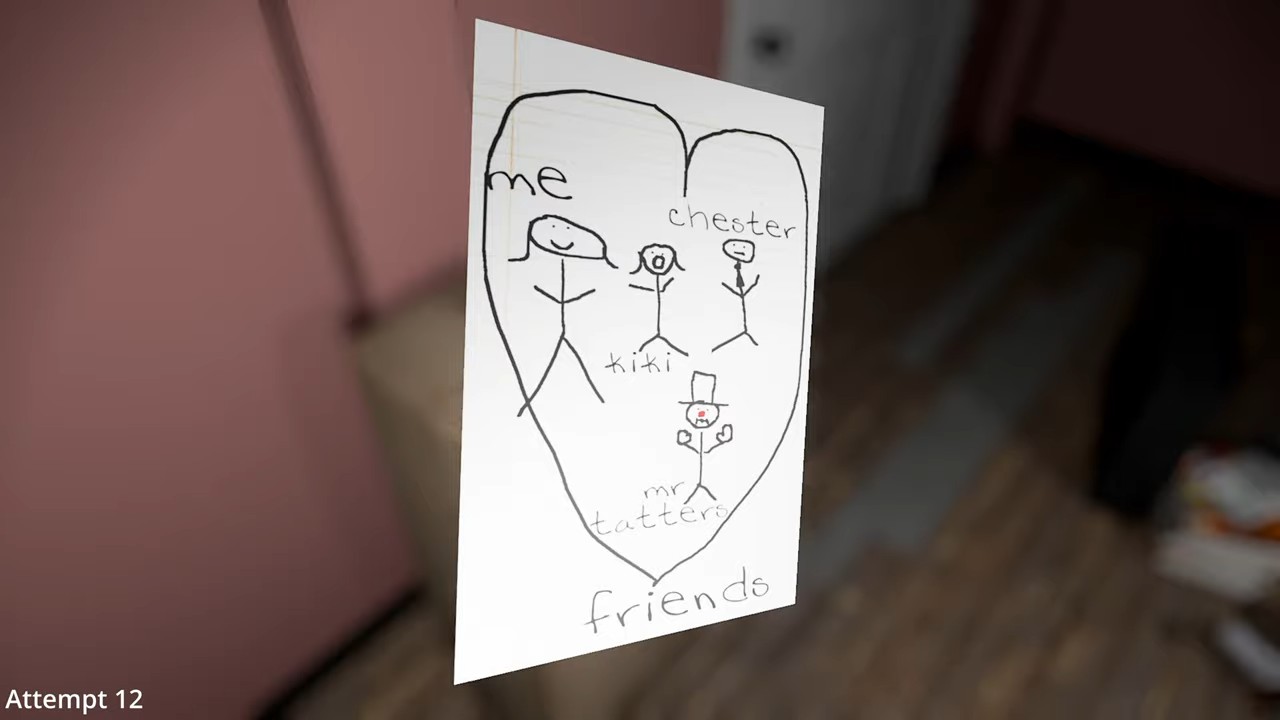 me
chester
kiki
mr
tatters
friends
Attempt 12